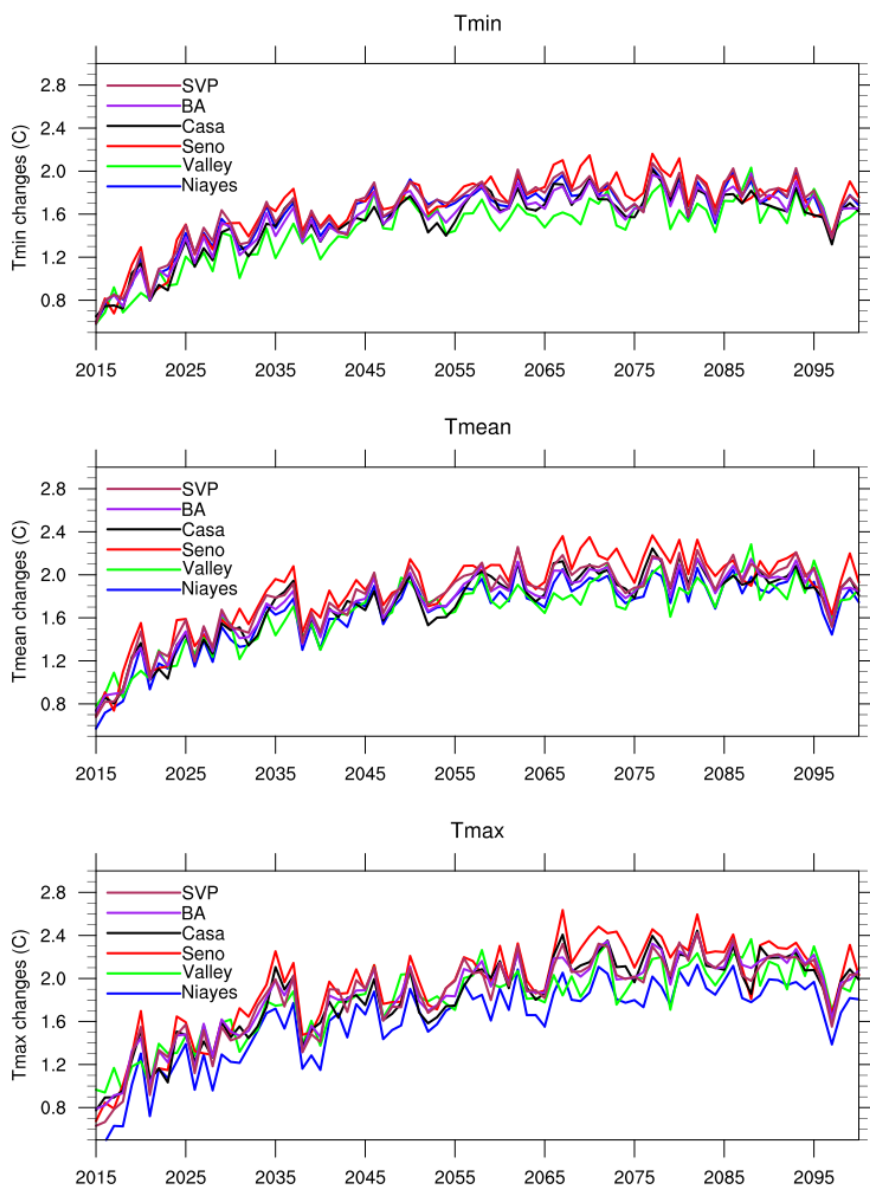 Tmin
2.8
2.4
2.0
1.6
1.2
0.8
Tmin changes (C)
SVP
BA
Casa
Seno
Valley
Niayes
2015 2025 2035 2045 2055 2065 2075 2085 2095
Tmean
2.8
2.4
2.0
1.6
1.2
0.8
Tmean changes (C)
SVP
BA
Casa
Seno
Valley
Niayes
2015 2025 2035 2045 2055 2065 2075 2085 2095
Tmax
2.8
2.4
2.0
1.6
1.2
0.8
Tmax changes (C)
SVP
BA
Casa
Seno
Valley
Niayes
2015 2025 2035 2045 2055 2065 2075 2085 2095